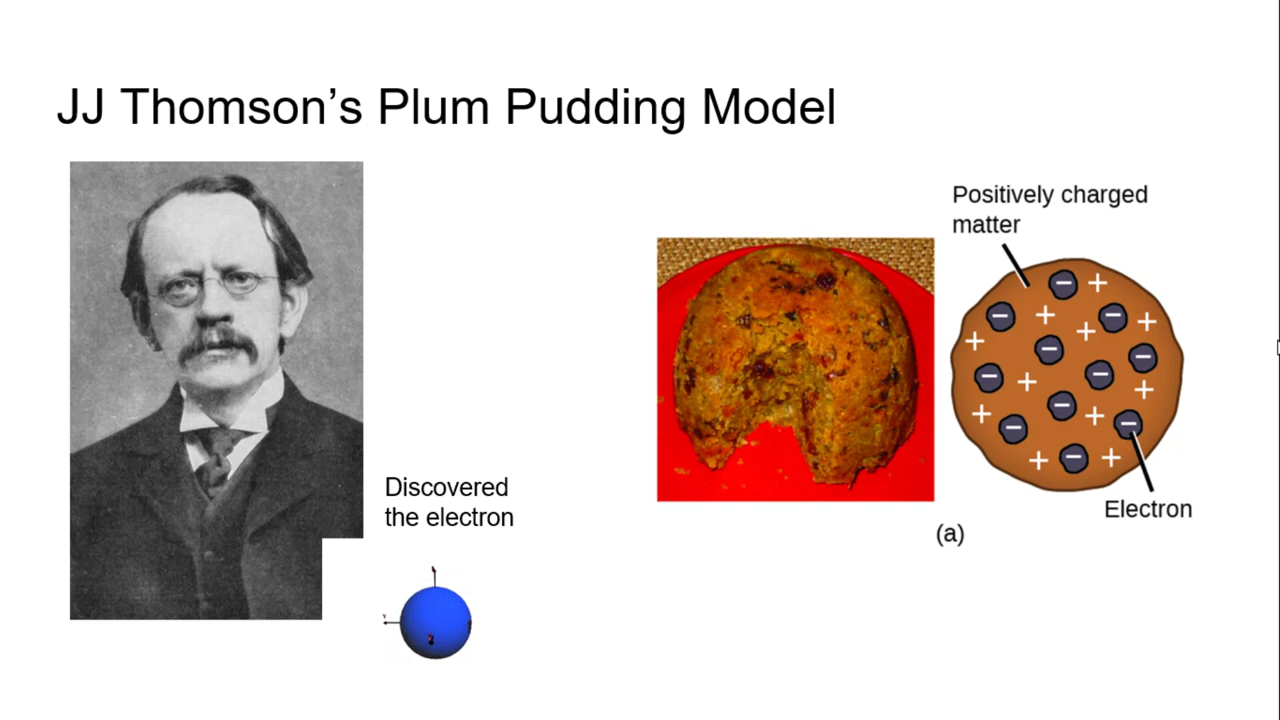 JJ Thomson’s Plum Pudding Model
Discovered
the electron
Positively charged
matter
Electron
(a)